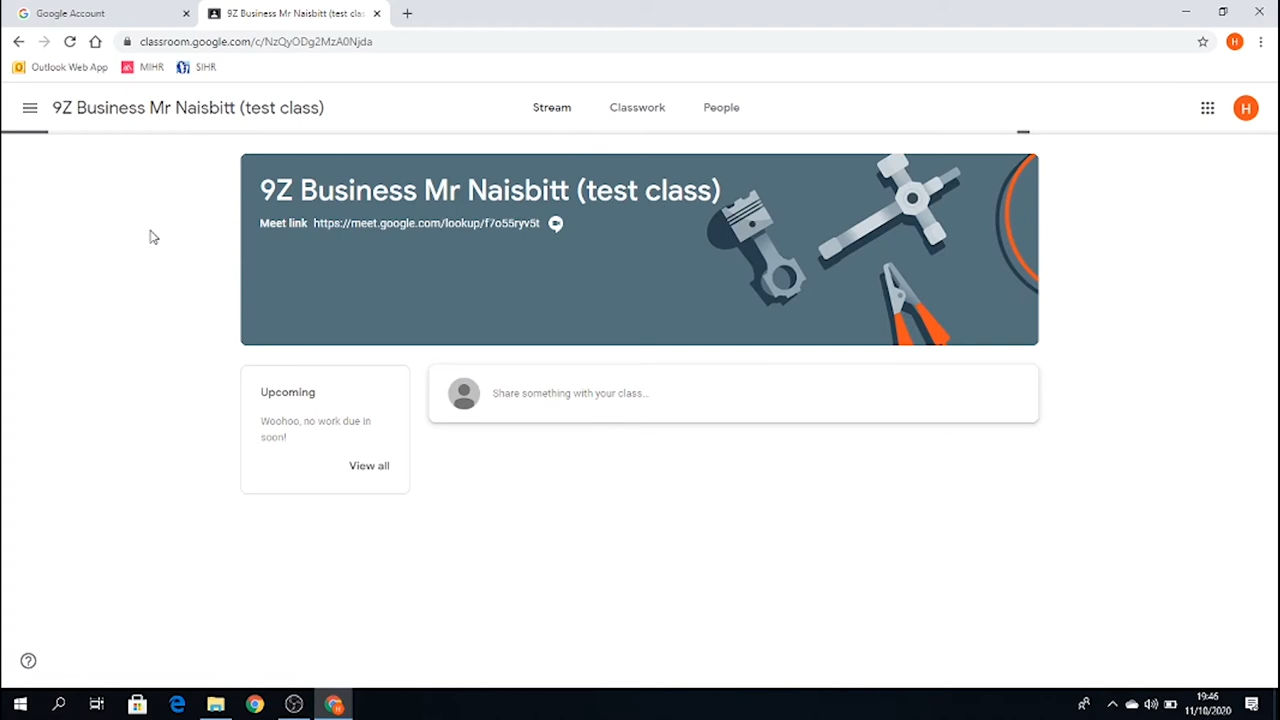 Google Account
9Z Business Mr Naisbitt (test clas
classroom.google.com/c/NzQyODg2MzA0Njda
H
Outlook Web App
MIHR
SIHR
9Z Business Mr Naisbitt (test class)
Stream
Classwork
People
H
9Z Business Mr Naisbitt (test class)
Meet link https://meet.google.com/lookup/f7o55ryv5t
Upcoming
Woohoo, no work due in
soon!
View all
Share something with your class...
19:46
11/10/2020